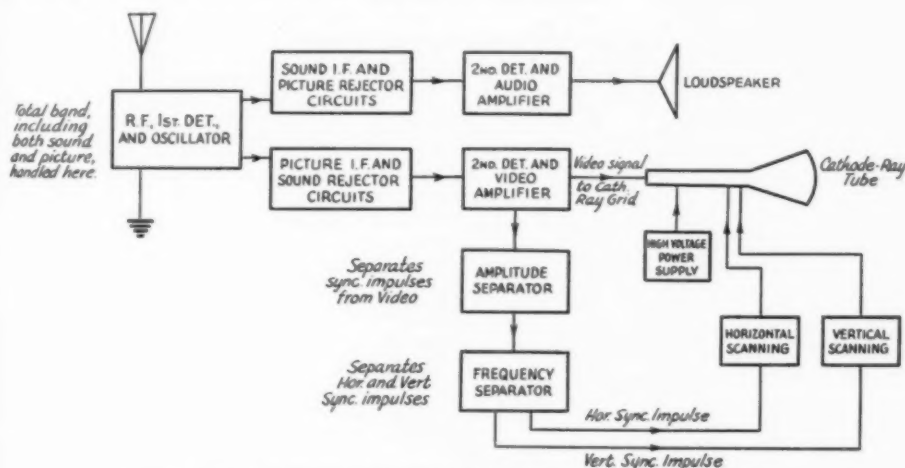 SOUND I.F. AND
PICTURE REJECTOR
CIRCUITS
2ND. DET. AND
AUDIO
AMPLIFIER
LOUDSPEAKER
Total band,
including
both sound
and picture,
handled here.
R.F., 1ST. DET.,
AND OSCILLATOR
PICTURE I.F. AND
SOUND REJECTOR
CIRCUITS
2ND. DET. AND
VIDEO
AMPLIFIER
Video signal
to Cath.
Ray Grid
Cathode-Ray
Tube
HIGH VOLTAGE
POWER
SUPPLY
Separates
sync. impulses
from Video
AMPLITUDE
SEPARATOR
HORIZONTAL
SCANNING
VERTICAL
SCANNING
Separates
Hor. and Vert
Sync. impulses
FREQUENCY
SEPARATOR
Hor. Sync. Impulse
Vert. Sync. Impulse